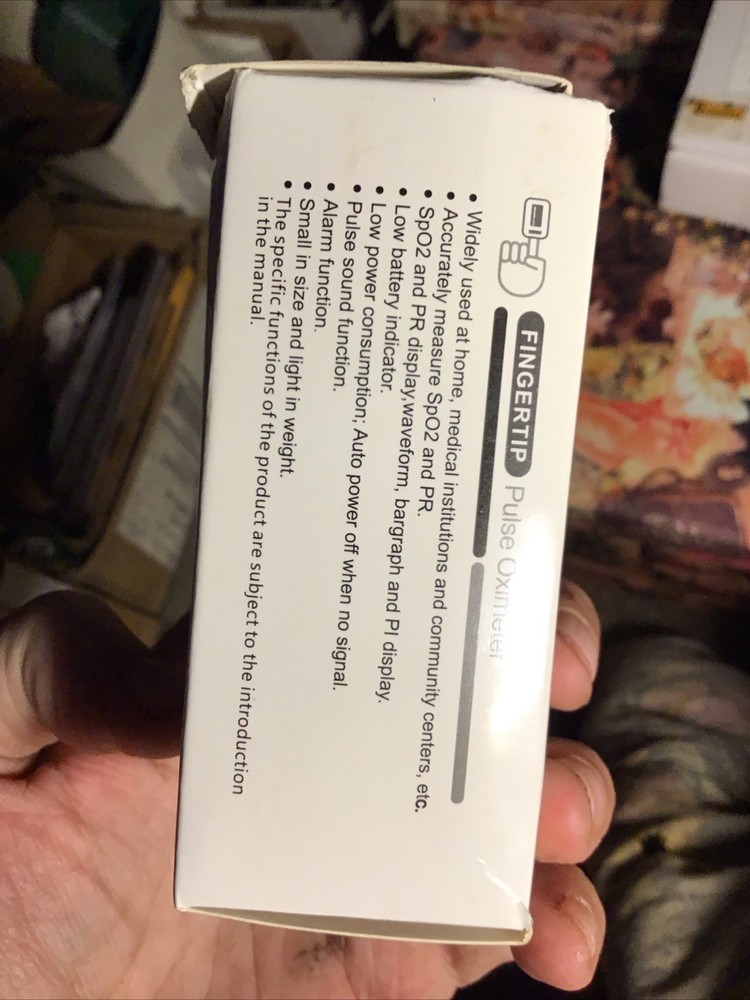 FINGERTIP Pulse Oximeter
• Widely used at home, medical institutions and community centers, etc.
• Accurately measure SpO2 and PR.
• SpO2 and PR display,waveform, bargraph and PI display.
• Low battery indicator.
• Low power consumption; Auto power off when no signal.
• Pulse sound function.
• Alarm function.
• Small in size and light in weight.
• The specific functions of the product are subject to the introduction
in the manual.